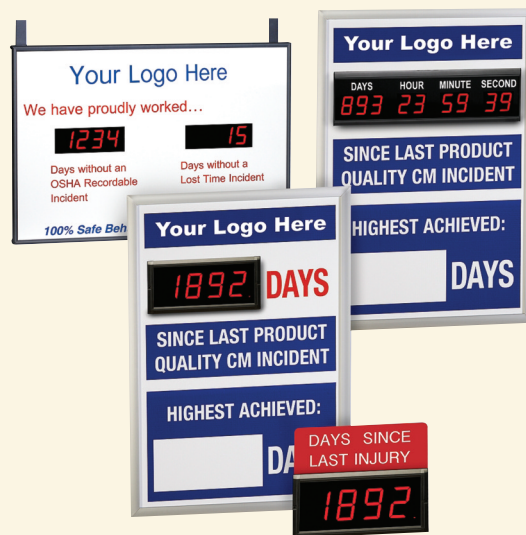 Your Logo Here
We have proudly worked...
1234
15
Days without an
OSHA Recordable
Incident
Days without a
Lost Time Incident
100% Safe Beh
Your Logo Here
DAYS HOUR MINUTE SECOND
893 23 59 39
SINCE LAST PRODUCT
QUALITY CM INCIDENT
HIGHEST ACHIEVED:
DAYS
Your Logo Here
1892 DAYS
SINCE LAST PRODUCT
QUALITY CM INCIDENT
HIGHEST ACHIEVED:
DA
DAYS SINCE
LAST INJURY
1892